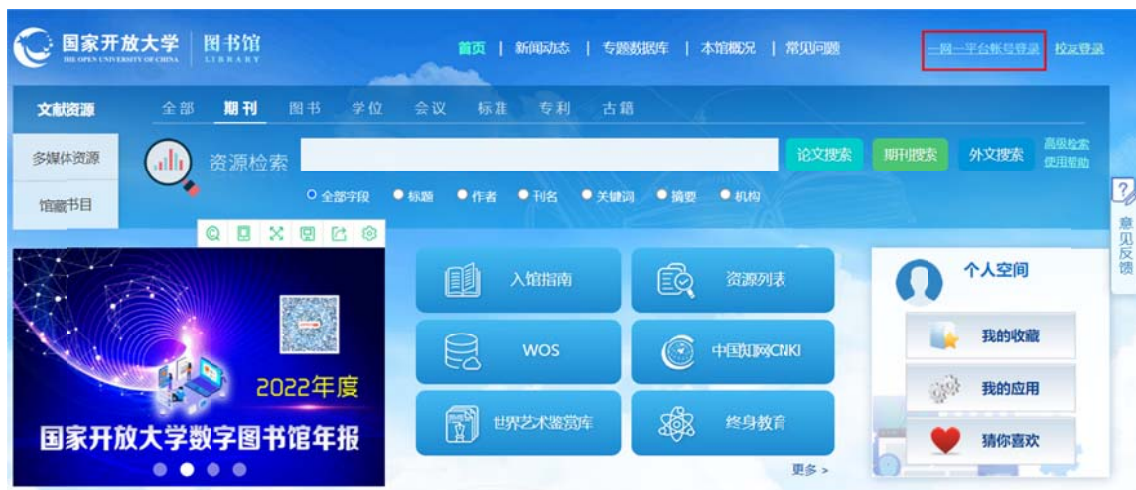 国家开放大学 图书馆
THE OPEN UNIVERSITY OF CHINA LIBRARY
首页 | 新闻动态 | 专题数据库 | 本馆概况 | 常见问题
一网一平台帐号登录 校友登录
文献资源 全部 期刊 图书 学位 会议 标准 专利 古籍
多媒体资源
馆藏书目
资源检索 论文搜索 期刊搜索 外文搜索
高级检索
使用帮助
全部字段 标题 作者 刊名 关键词 摘要 机构
意见反馈
2022年度
国家开放大学数字图书馆年报
入馆指南 资源列表
WOS 中国知网CNKI
世界艺术鉴赏库 终身教育
更多 >
个人空间
我的收藏
我的应用
猜你喜欢